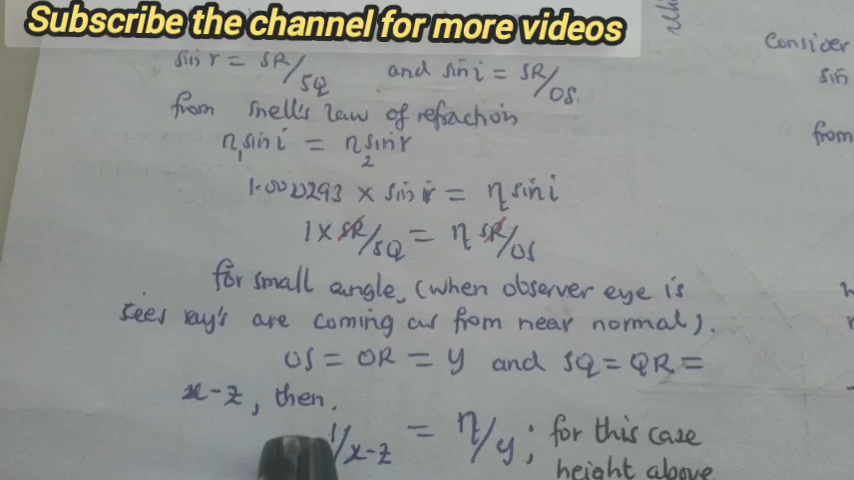 Subscribe the channel for more videos
sin r = SR/SQ and sin i = SR/OS
from snell's law of refraction
η₁ sin i = η₂ sin r
1.000293 × sin r = η sin i
1 × SR/SQ = η SR/OS
for small angle, (when observer eye is
sees ray's are coming as from near normal).
OS = OR = y and SQ = QR =
x-z, then.
1/x-z = η/y; for this case
height above
Consider
sin
from